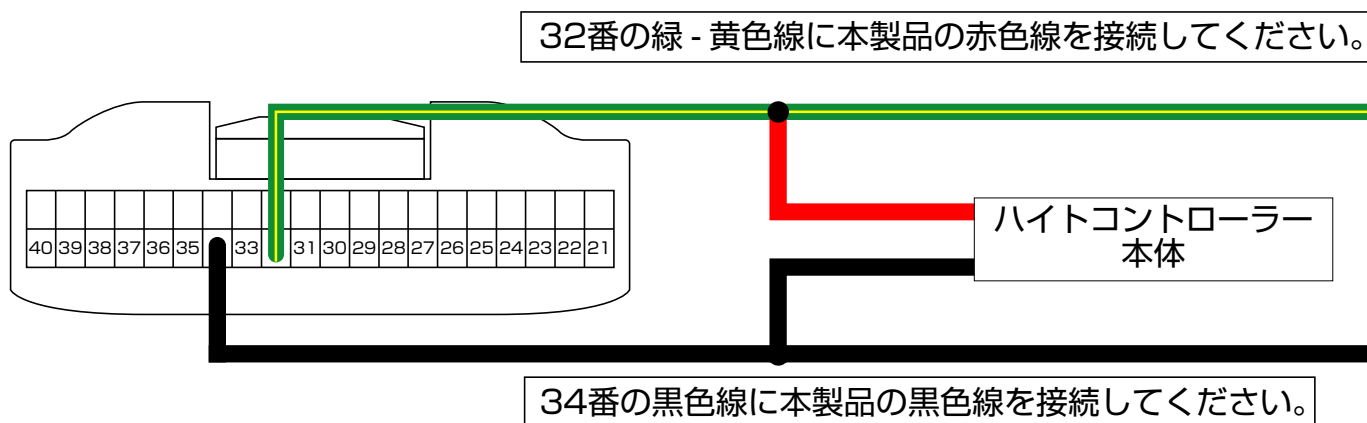 32番の緑 - 黄色線に本製品の赤色線を接続してください。
40 39 38 37 36 35 33 31 30 29 28 27 26 25 24 23 22 21
ハイトコントローラー
本体
34番の黒色線に本製品の黒色線を接続してください。